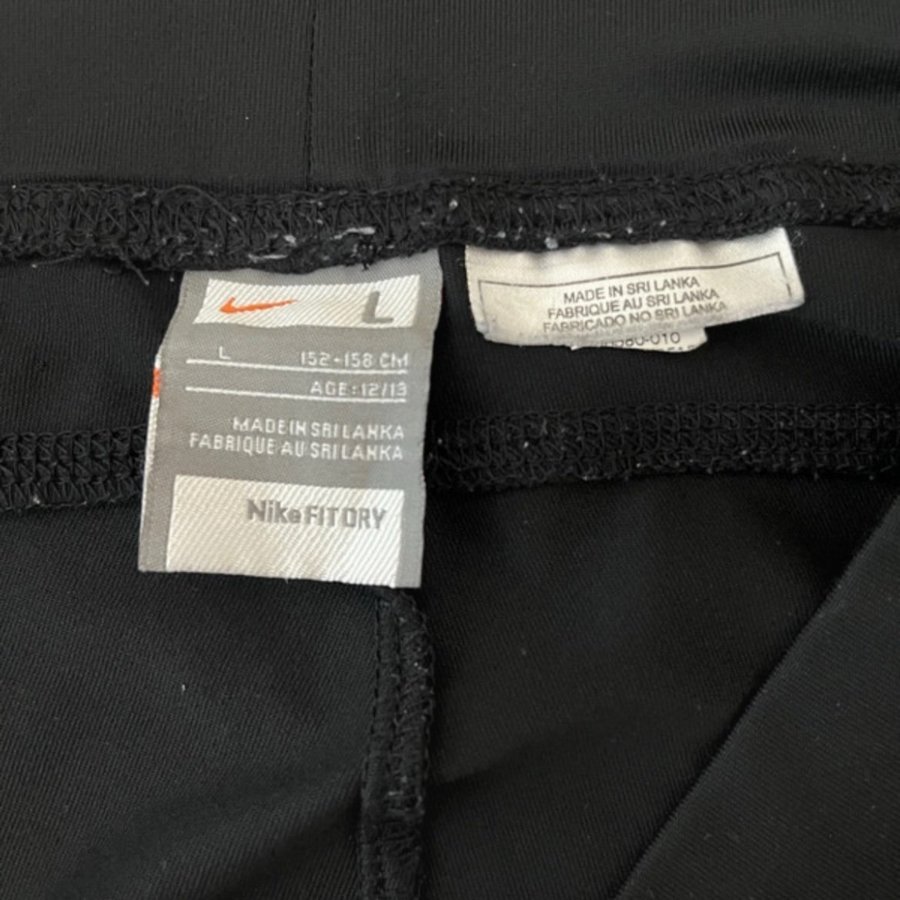 L
L 152-158 CM
AGE:12/13
MADE IN SRI LANKA
FABRIQUE AU SRI LANKA
Nike FIT DRY
MADE IN SRI LANKA
FABRIQUE AU SRI LANKA
FABRICADO NO SRI LANKA